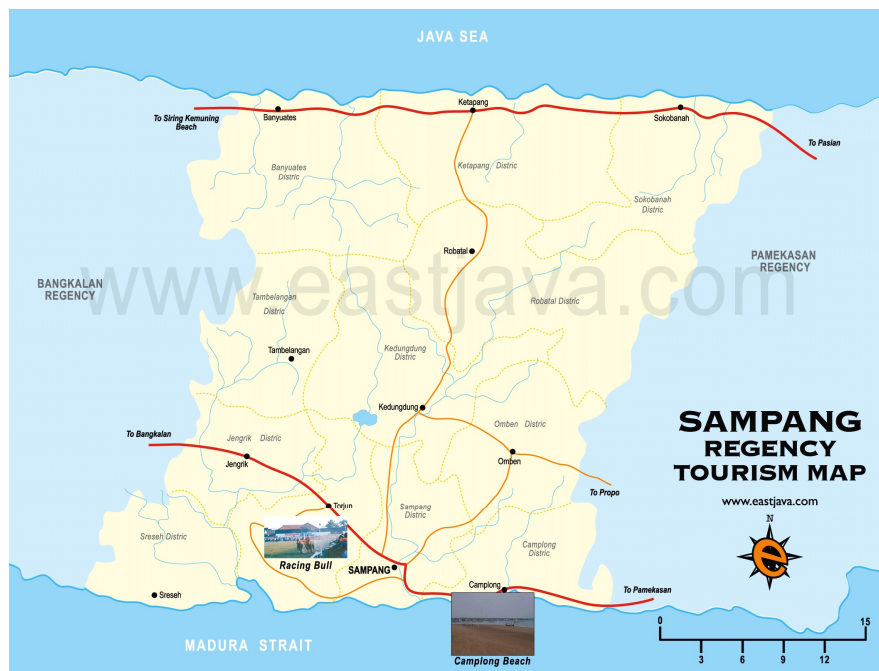 JAVA SEA
To Siring Kemuning
Beach
Banyuates
Ketapang
Sokobanah
To Pasian
Banyuates
Distric
Ketapang Distric
Sokobanah
Distric
Robatal
BANGKALAN
REGENCY
PAMEKASAN
REGENCY
www.eastjava.com
Tambelangan
Distric
Robatal Distric
Tambelangan
Kedungdung
Distric
Kedungdung
To Bangkalan
Jengrik Distric
Jengrik
Omben Distric
Omben
To Propo
SAMPANG
REGENCY
TOURISM MAP
www.eastjava.com
N
e
Torjun
Sampang
Distric
Sreseh Distric
Racing Bull
SAMPANG
Camplong
Distric
Camplong
To Pamekasan
Sreseh
Camplong Beach
MADURA STRAIT
0
15
3
6
9
12